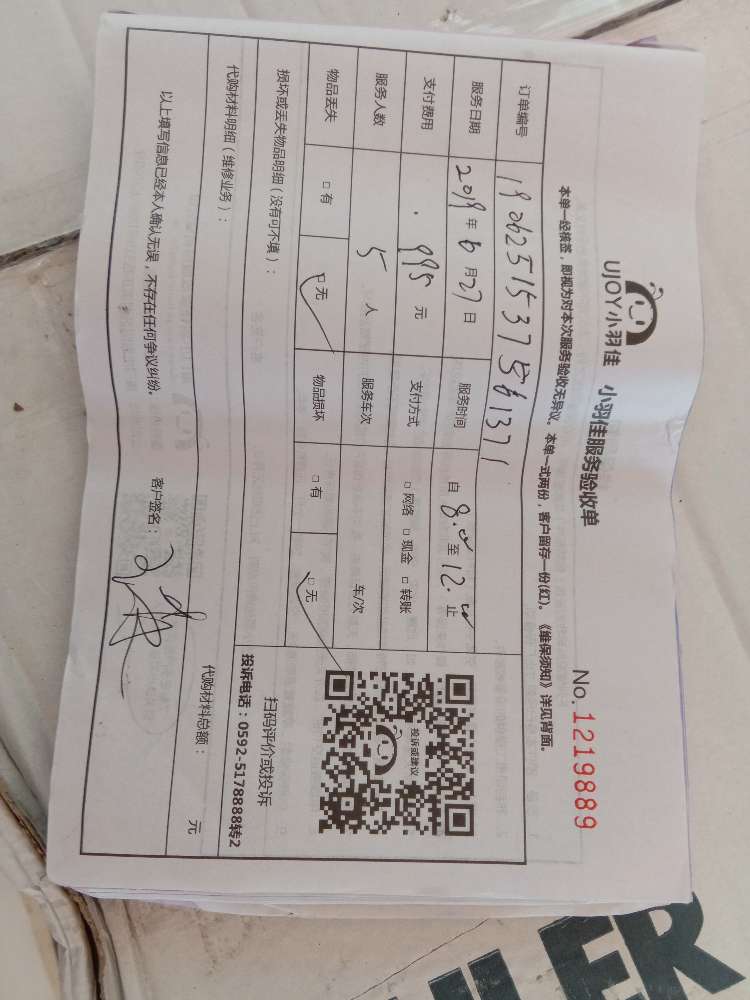 UJOY小羽佳 小羽佳服务验收单
No. 1219889
本单一经核签，即视为对本次服务验收无异议。本单一式两份，客户留存一份(红)。《维保须知》详见背面。
订单编号 1906251537561371
服务日期 2019年6月27日 服务时间 自8.00至12.00止
支付费用 995元 支付方式 □网络 □现金 □转账
服务人数 5人 服务车次 车/次
物品丢失 □有 □无 物品损坏 □有 □无
投诉或建议
扫码评价或投诉
投诉电话：0592-5178888转2
损坏或丢失物品明细（没有可不填）：
代购材料明细（维修业务）： 代购材料总额： 元
以上填写信息已经本人确认无误，不存在任何争议纠纷。 客户签名：